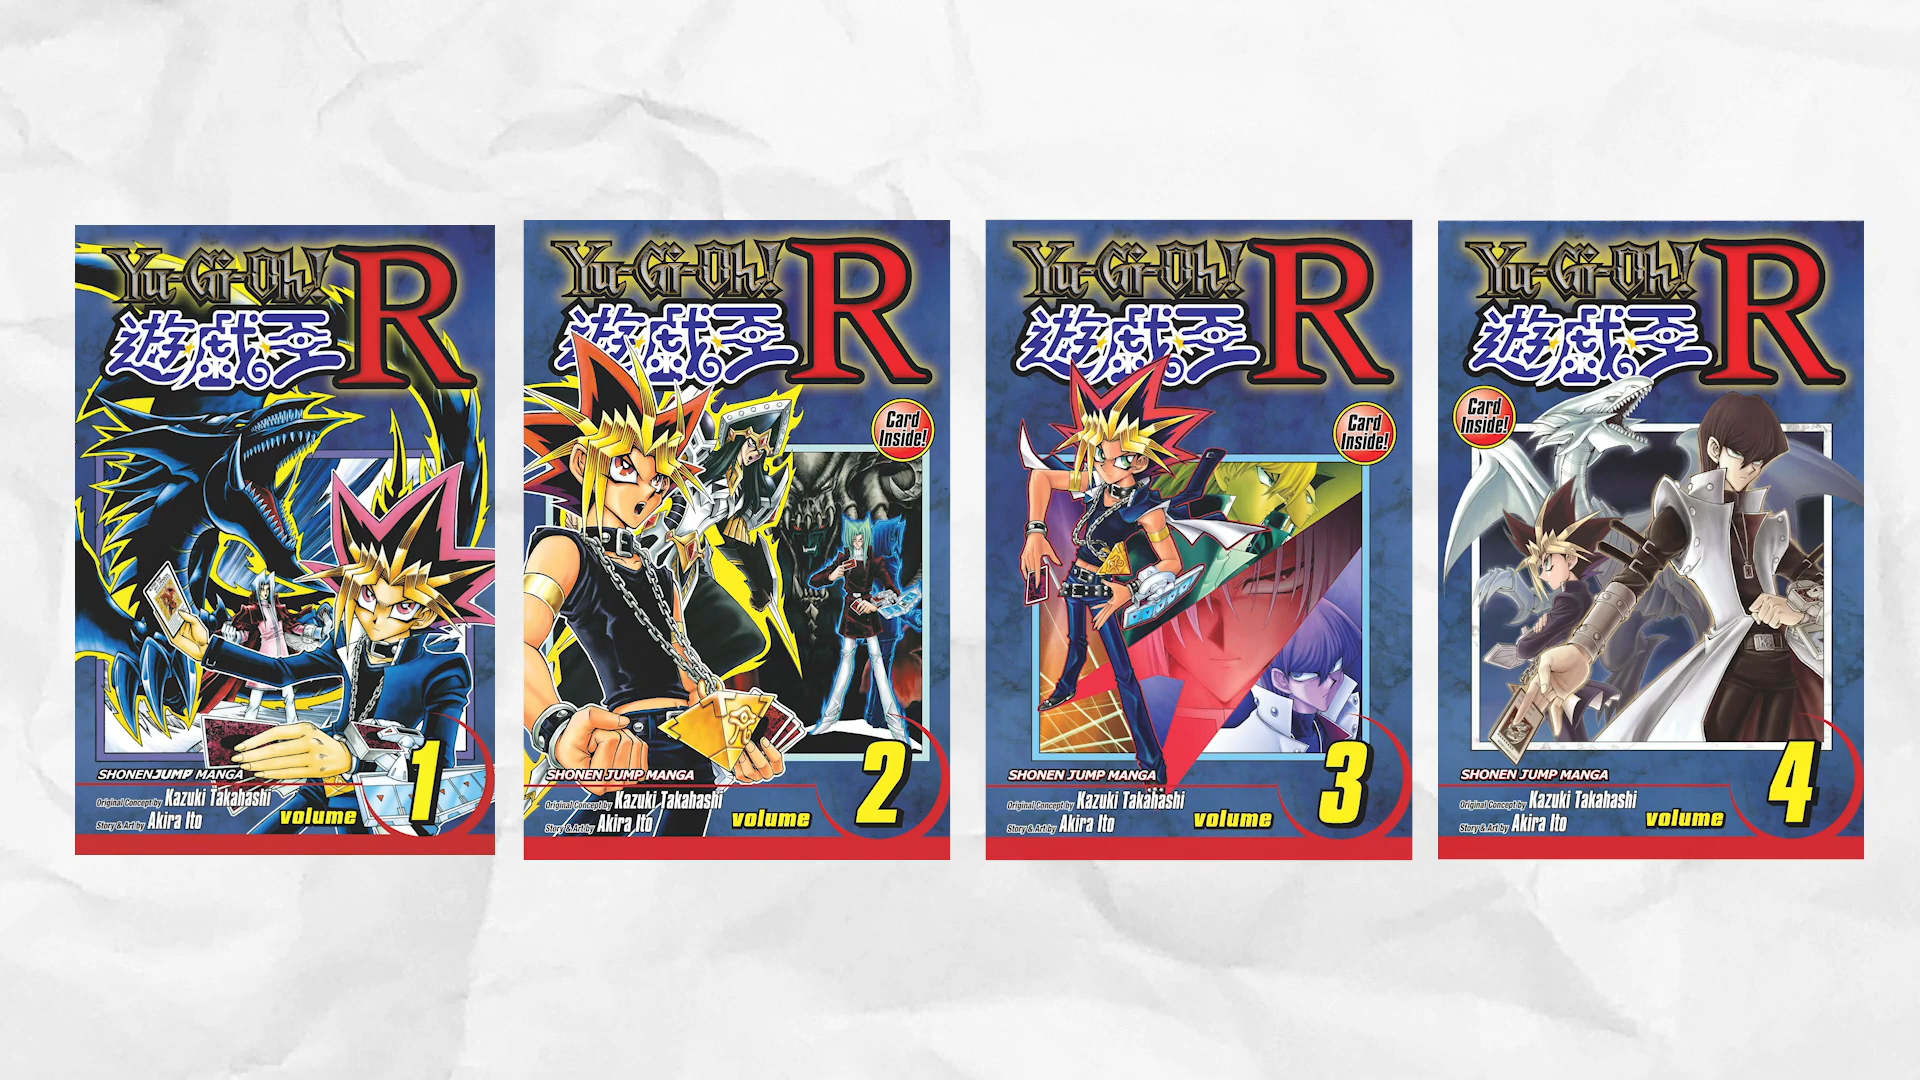 Yu-Gi-Oh! R
遊戯王
SHONEN JUMP MANGA
Original Concept by Kazuki Takahashi
Story & Art by Akira Ito
volume 1
Yu-Gi-Oh! R
遊戯王
Card Inside!
SHONEN JUMP MANGA
Original Concept by Kazuki Takahashi
Story & Art by Akira Ito
volume 2
Yu-Gi-Oh! R
遊戯王
Card Inside!
SHONEN JUMP MANGA
Original Concept by Kazuki Takahashi
Story & Art by Akira Ito
volume 3
Yu-Gi-Oh! R
遊戯王
Card Inside!
SHONEN JUMP MANGA
Original Concept by Kazuki Takahashi
Story & Art by Akira Ito
volume 4